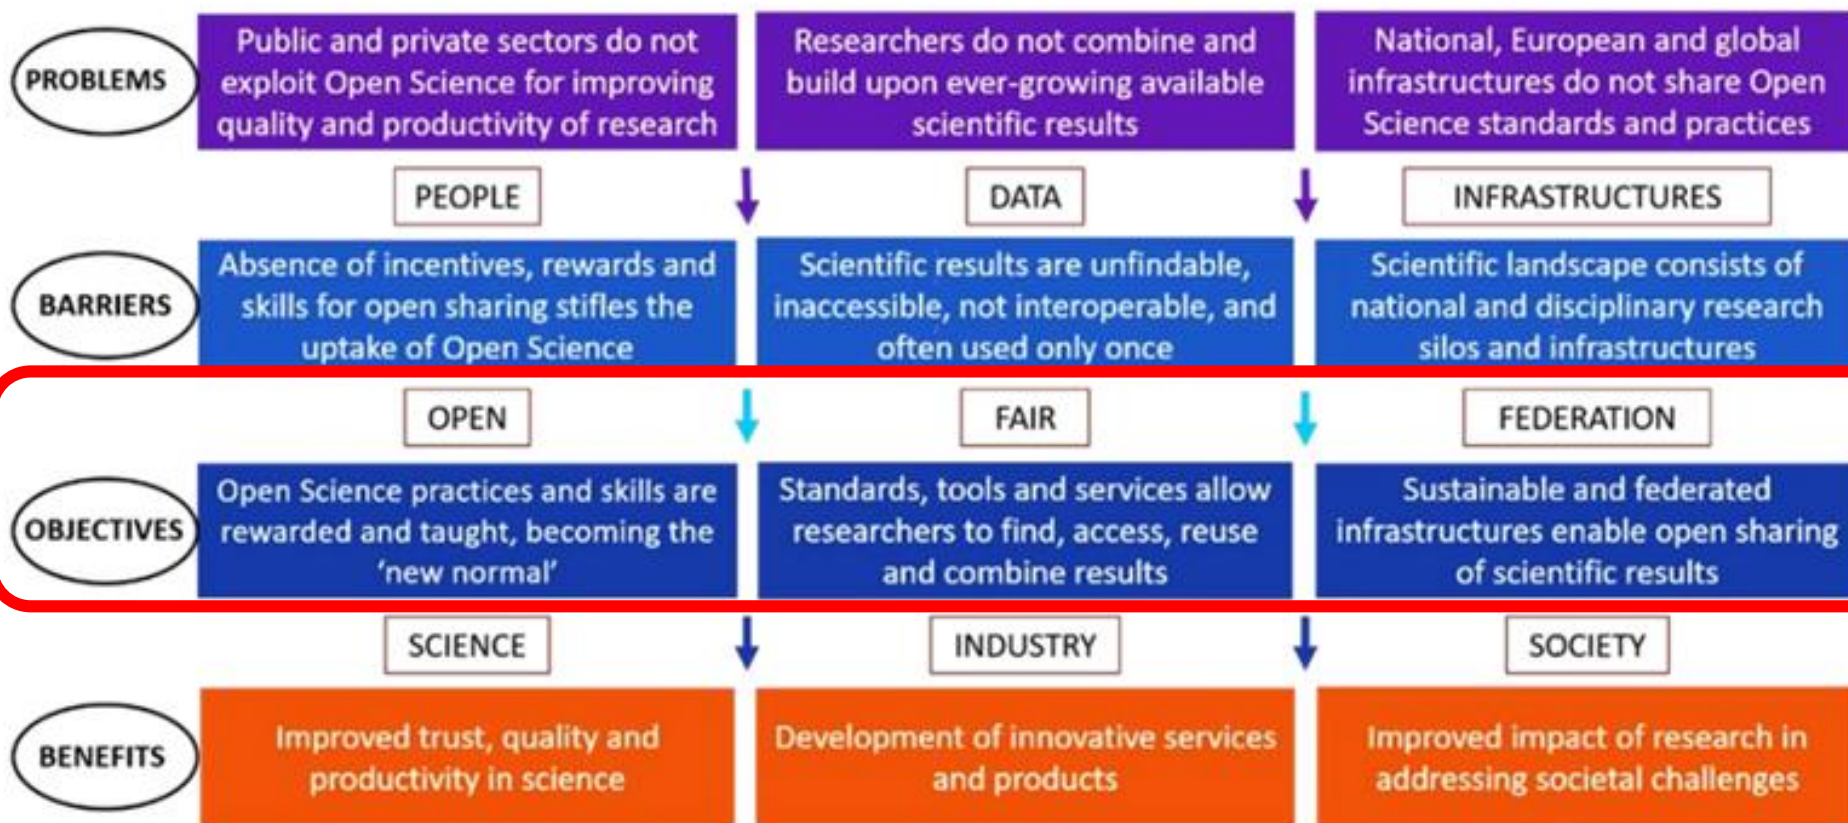 PROBLEMS
Public and private sectors do not
exploit Open Science for improving
quality and productivity of research
Researchers do not combine and
build upon ever-growing available
scientific results
National, European and global
infrastructures do not share Open
Science standards and practices
PEOPLE
DATA
INFRASTRUCTURES
BARRIERS
Absence of incentives, rewards and
skills for open sharing stifles the
uptake of Open Science
Scientific results are unfindable,
inaccessible, not interoperable, and
often used only once
Scientific landscape consists of
national and disciplinary research
silos and infrastructures
OPEN
FAIR
FEDERATION
OBJECTIVES
Open Science practices and skills are
rewarded and taught, becoming the
‘new normal’
Standards, tools and services allow
researchers to find, access, reuse
and combine results
Sustainable and federated
infrastructures enable open sharing
of scientific results
SCIENCE
INDUSTRY
SOCIETY
BENEFITS
Improved trust, quality and
productivity in science
Development of innovative services
and products
Improved impact of research in
addressing societal challenges